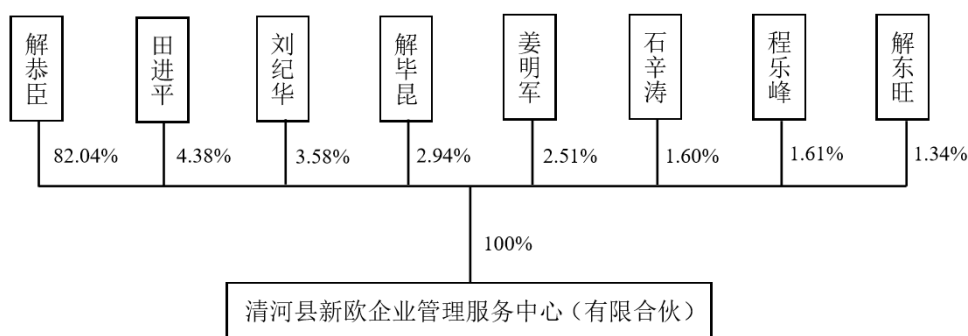 解恭臣
田进平
刘纪华
解毕昆
姜明军
石辛涛
程乐峰
解东旺
82.04%
4.38%
3.58%
2.94%
2.51%
1.60%
1.61%
1.34%
100%
清河县新欧企业管理服务中心（有限合伙）